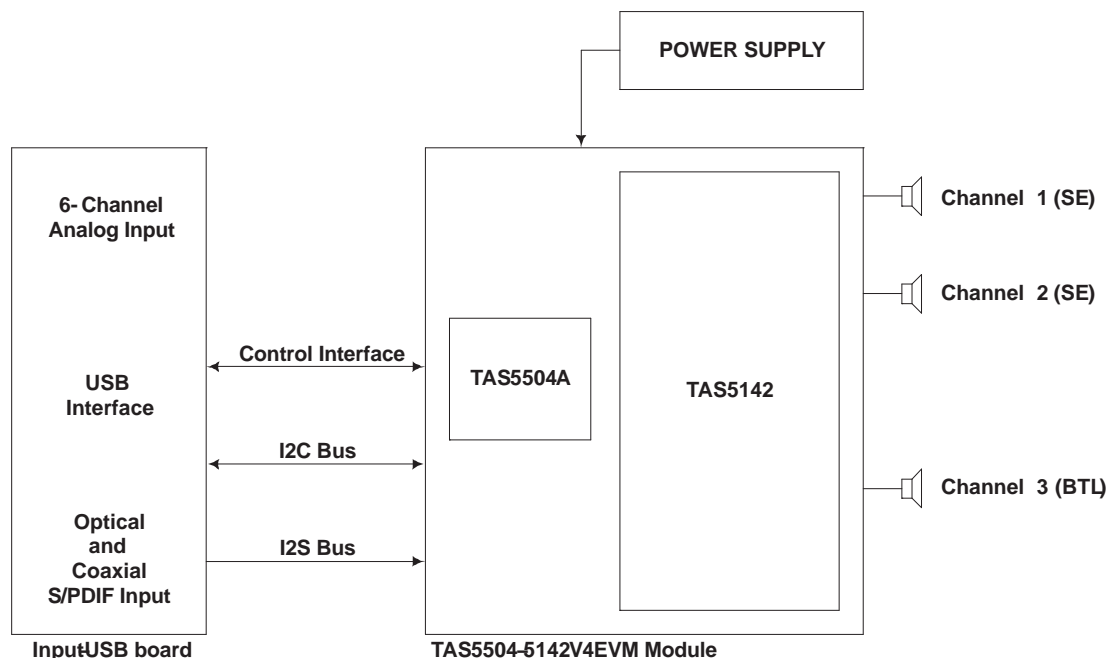 POWER SUPPLY
6- Channel
Analog Input
USB
Interface
Optical
and
Coaxial
S/PDIF Input
Input-USB board
Control Interface
I2C Bus
I2S Bus
TAS5504A
TAS5142
TAS5504-5142V4EVM Module
Channel 1 (SE)
Channel 2 (SE)
Channel 3 (BTL)